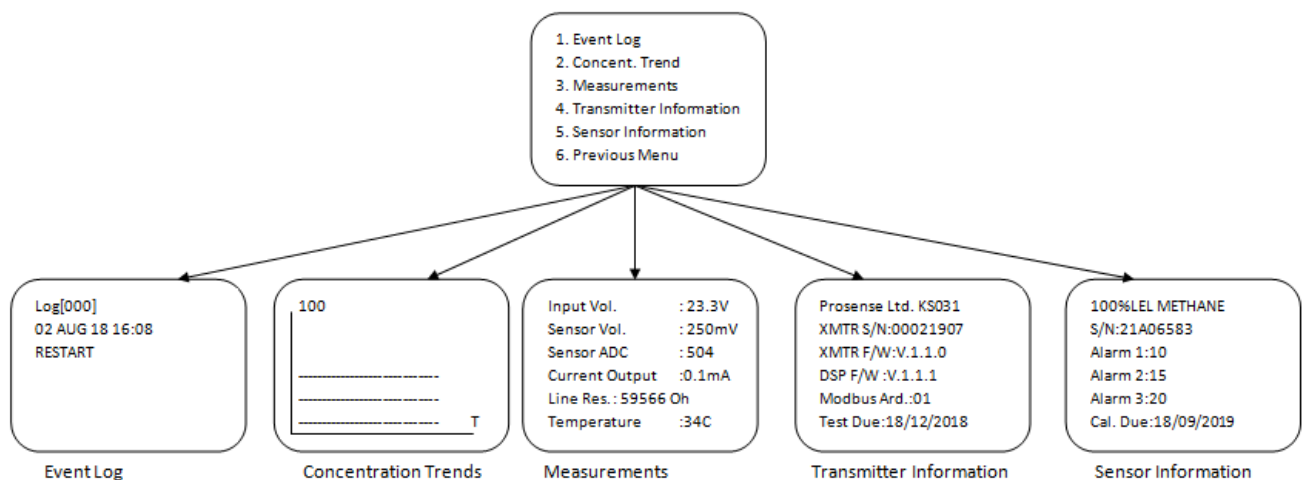 1. Event Log
2. Concent. Trend
3. Measurements
4. Transmitter Information
5. Sensor Information
6. Previous Menu
Log[000]
02 AUG 18 16:08
RESTART
Event Log
100
T
Concentration Trends
Input Vol. : 23.3V
Sensor Vol. : 250mV
Sensor ADC : 504
Current Output :0.1mA
Line Res. : 59566 Oh
Temperature :34C
Measurements
Prosense Ltd. KS031
XMTR S/N:00021907
XMTR F/W:V.1.1.0
DSP F/W :V.1.1.1
Modbus Ard.:01
Test Due:18/12/2018
Transmitter Information
100%LEL METHANE
S/N:21A06583
Alarm 1:10
Alarm 2:15
Alarm 3:20
Cal. Due:18/09/2019
Sensor Information